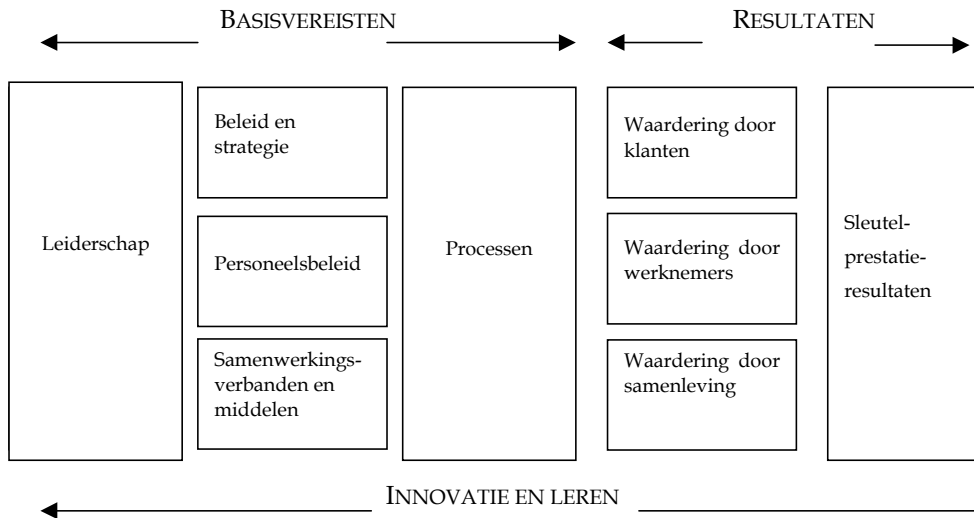 BASISVEREISTEN
RESULTATEN
Leiderschap
Beleid en
strategie
Personeelsbeleid
Samenwerkings-
verbanden en
middelen
Processen
Waardering door
klanten
Waardering door
werknemers
Waardering door
samenleving
Sleutel-
prestatie-
resultaten
INNOVATIE EN LEREN